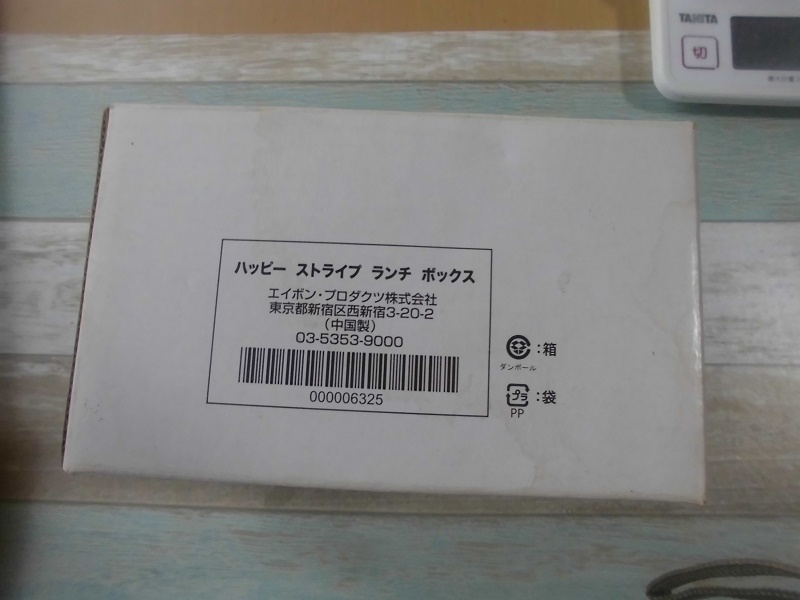 TANITA
切
ハッピー ストライプ ランチ ボックス
エイボン・プロダクツ株式会社
東京都新宿区西新宿3-20-2
(中国製)
03-5353-9000
000006325
:箱
ダンボール
プラ :袋
PP